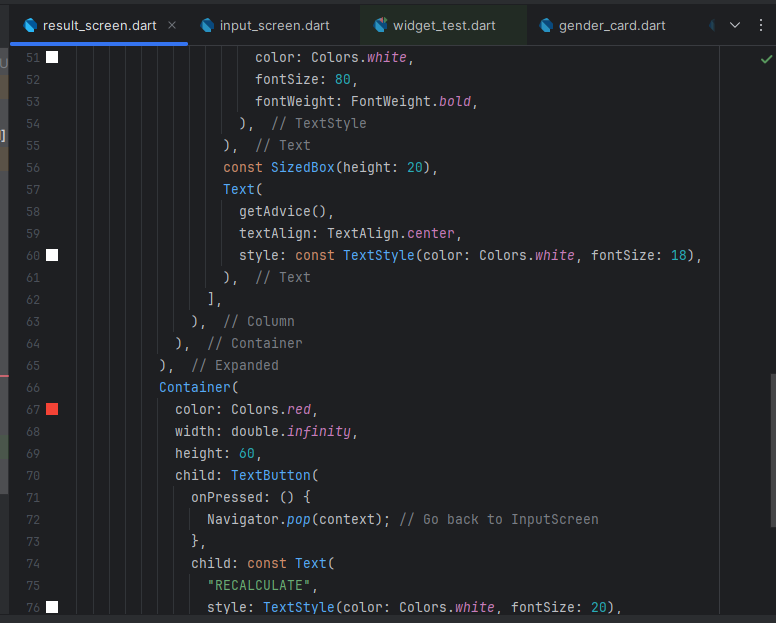 result_screen.dart × input_screen.dart widget_test.dart gender_card.dart
51 color: Colors.white,
52 fontSize: 80,
53 fontWeight: FontWeight.bold,
54 ), // TextStyle
55 ), // Text
56 const SizedBox(height: 20),
57 Text(
58 getAdvice(),
59 textAlign: TextAlign.center,
60 style: const TextStyle(color: Colors.white, fontSize: 18),
61 ), // Text
62 ],
63 ), // Column
64 ), // Container
65 ), // Expanded
66 Container(
67 color: Colors.red,
68 width: double.infinity,
69 height: 60,
70 child: TextButton(
71 onPressed: () {
72 Navigator.pop(context); // Go back to InputScreen
73 },
74 child: const Text(
75 "RECALCULATE",
76 style: TextStyle(color: Colors.white, fontSize: 20),